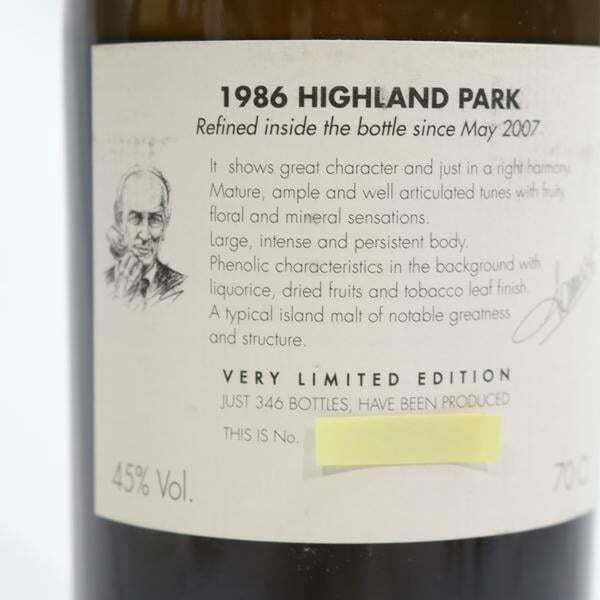 1986 HIGHLAND PARK
Refined inside the bottle since May 2007
It shows great character and just in a right harmony.
Mature, ample and well articulated tunes with fruity,
floral and mineral sensations.
Large, intense and persistent body.
Phenolic characteristics in the background with
liquorice, dried fruits and tobacco leaf finish.
A typical island malt of notable greatness
and structure.
VERY LIMITED EDITION
JUST 346 BOTTLES, HAVE BEEN PRODUCED
THIS IS No.
45% Vol.
70